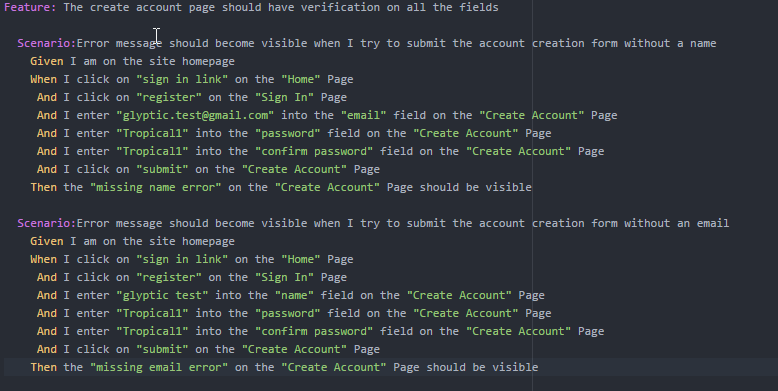 Feature: The create account page should have verification on all the fields
Scenario:Error message should become visible when I try to submit the account creation form without a name
Given I am on the site homepage
When I click on "sign in link" on the "Home" Page
And I click on "register" on the "Sign In" Page
And I enter "glyptic.test@gmail.com" into the "email" field on the "Create Account" Page
And I enter "Tropical1" into the "password" field on the "Create Account" Page
And I enter "Tropical1" into the "confirm password" field on the "Create Account" Page
And I click on "submit" on the "Create Account" Page
Then the "missing name error" on the "Create Account" Page should be visible
Scenario:Error message should become visible when I try to submit the account creation form without an email
Given I am on the site homepage
When I click on "sign in link" on the "Home" Page
And I click on "register" on the "Sign In" Page
And I enter "glyptic test" into the "name" field on the "Create Account" Page
And I enter "Tropical1" into the "password" field on the "Create Account" Page
And I enter "Tropical1" into the "confirm password" field on the "Create Account" Page
And I click on "submit" on the "Create Account" Page
Then the "missing email error" on the "Create Account" Page should be visible